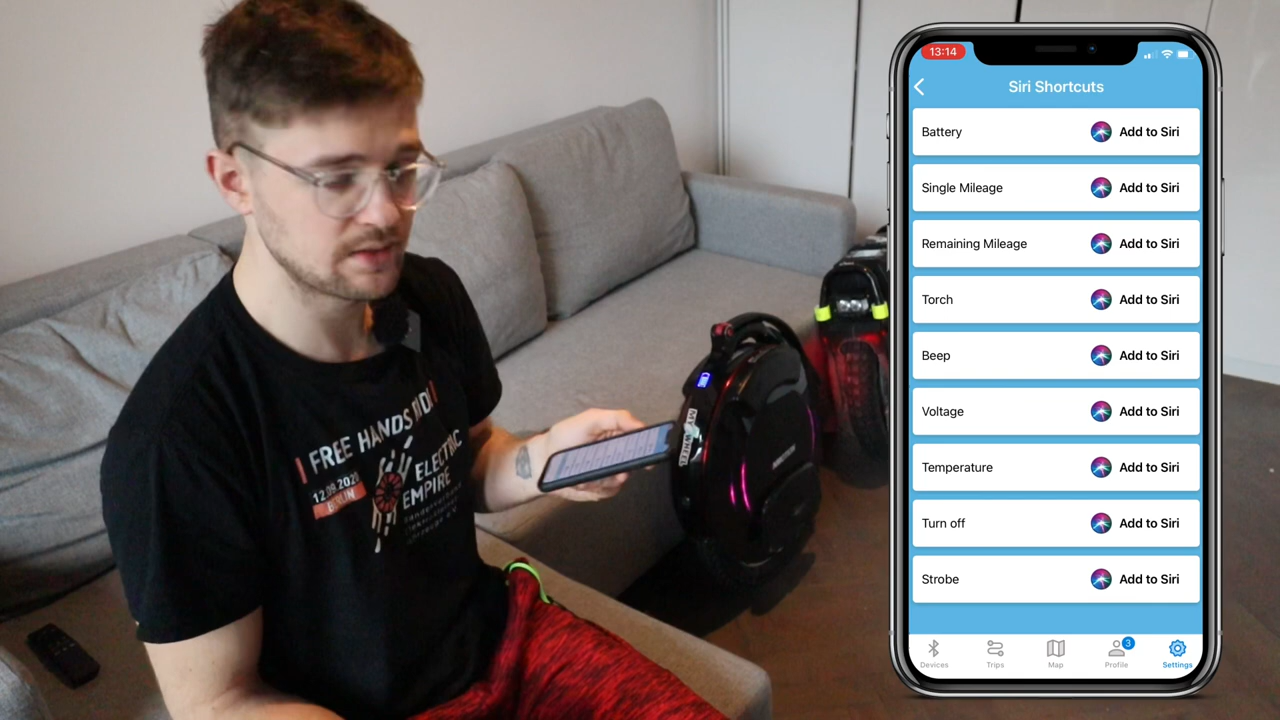 13:14
Siri Shortcuts
Battery Add to Siri
Single Mileage Add to Siri
Remaining Mileage Add to Siri
Torch Add to Siri
Beep Add to Siri
Voltage Add to Siri
Temperature Add to Siri
Turn off Add to Siri
Strobe Add to Siri
Devices Trips Map Profile 3 Settings
FREE HANDS
12.09.2020
BERLIN
ELECTRIC
EMPIRE